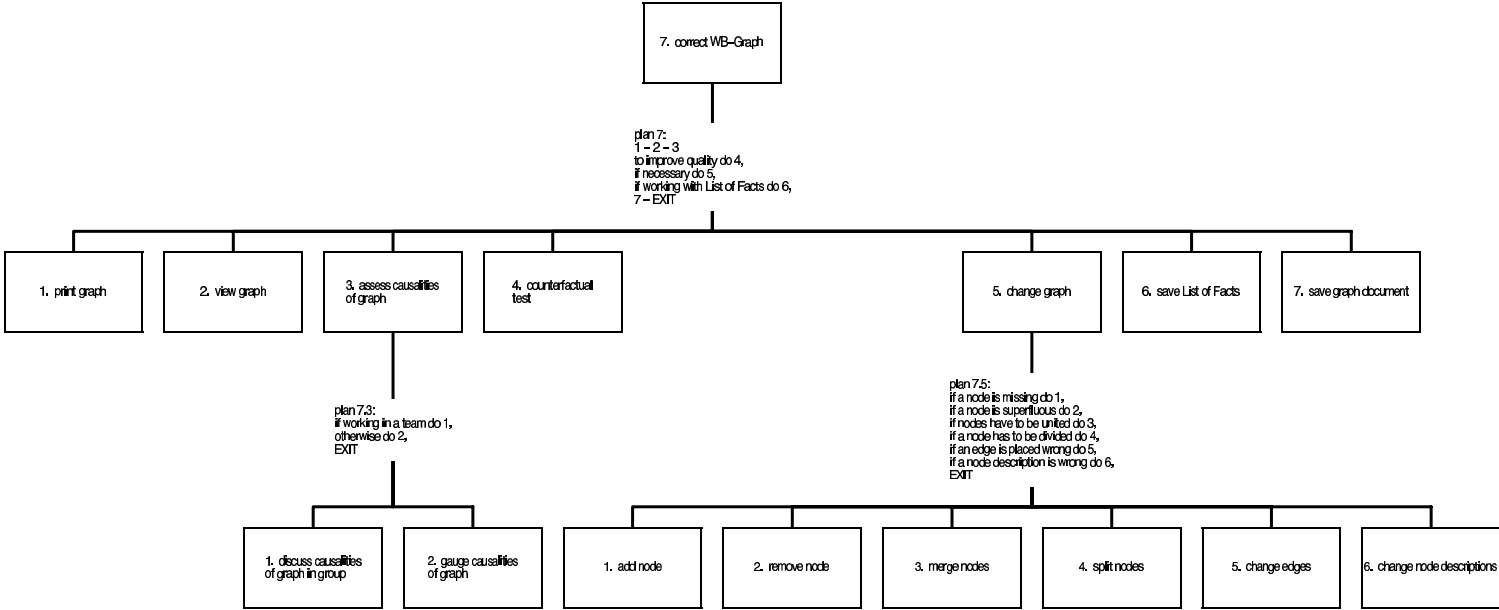 7. correct WB–Graph
plan 7:
1 – 2 – 3
to improve quality do 4,
if necessary do 5,
if working with List of Facts do 6,
7 – EXIT
1. print graph
2. view graph
3. assess causalities
of graph
4. counterfactual
test
5. change graph
6. save List of Facts
7. save graph document
plan 7.3:
if working in a team do 1,
otherwise do 2,
EXIT
plan 7.5:
if a node is missing do 1,
if a node is superfluous do 2,
if nodes have to be united do 3,
if a node has to be divided do 4,
if an edge is placed wrong do 5,
if a node description is wrong do 6,
EXIT
1. discuss causalities
of graph in group
2. gauge causalities
of graph
1. add node
2. remove node
3. merge nodes
4. split nodes
5. change edges
6. change node descriptions